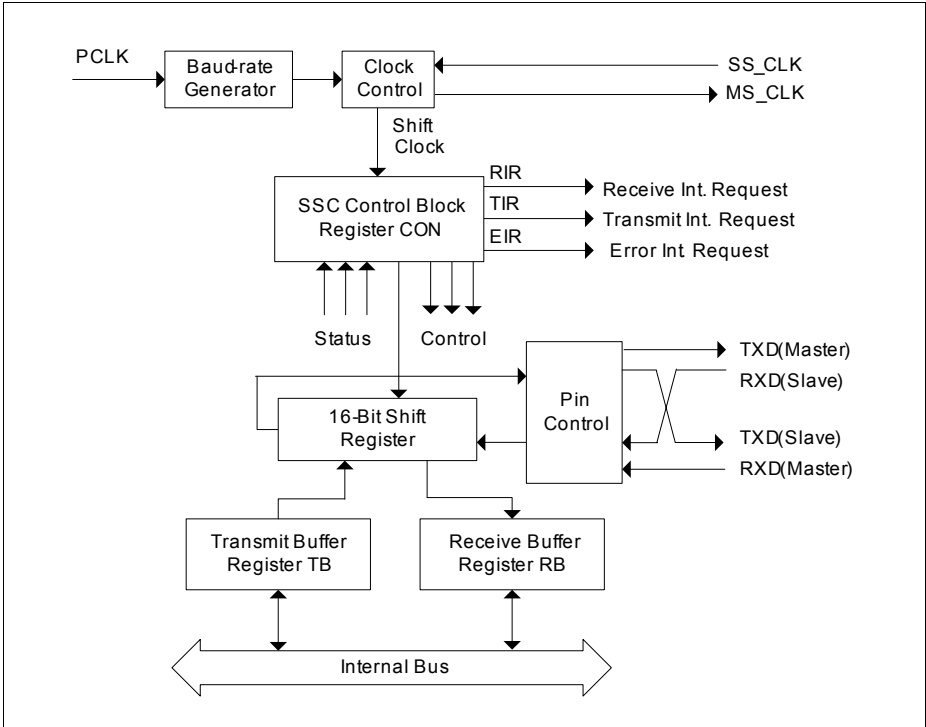 PCLK
Baud-rate
Generator
Clock
Control
SS_CLK
MS_CLK
Shift
Clock
SSC Control Block
Register CON
RIR
Receive Int. Request
TIR
Transmit Int. Request
EIR
Error Int. Request
Status
Control
TXD(Master)
RXD(Slave)
Pin
Control
16-Bit Shift
Register
TXD(Slave)
RXD(Master)
Transmit Buffer
Register TB
Receive Buffer
Register RB
Internal Bus